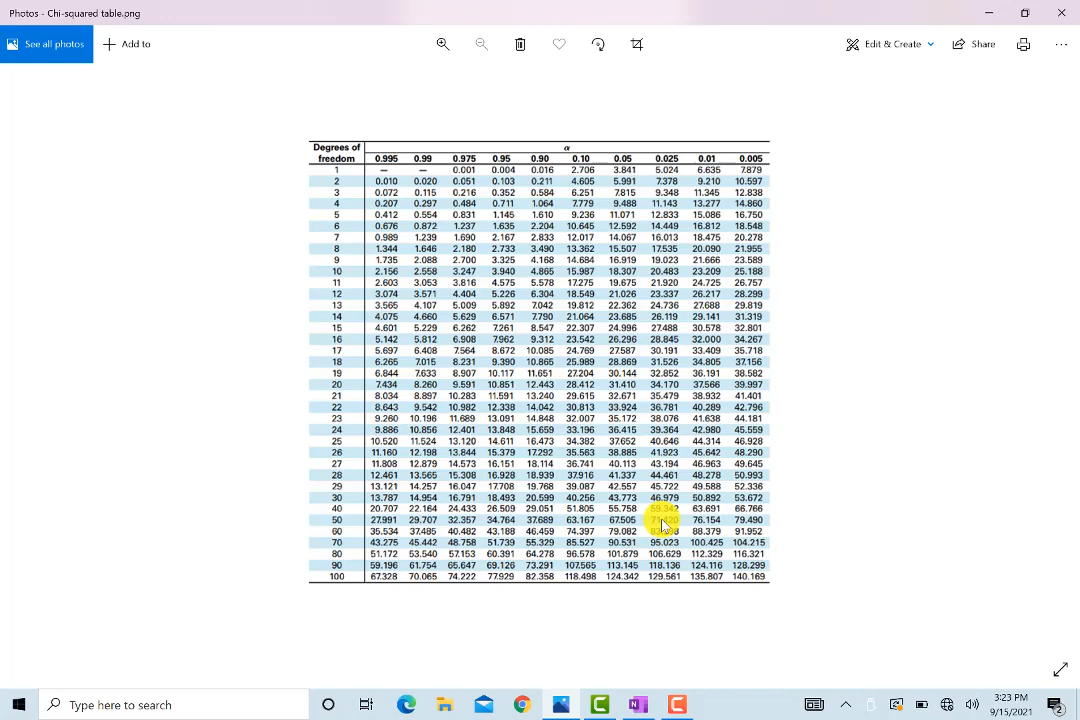 Photos - Chi-squared table.png
See all photos Add to Edit & Create Share
Degrees of α
freedom 0.995 0.99 0.975 0.95 0.90 0.10 0.05 0.025 0.01 0.005
1 — — 0.001 0.004 0.016 2.706 3.841 5.024 6.635 7.879
2 0.010 0.020 0.051 0.103 0.211 4.605 5.991 7.378 9.210 10.597
3 0.072 0.115 0.216 0.352 0.584 6.251 7.815 9.348 11.345 12.838
4 0.207 0.297 0.484 0.711 1.064 7.779 9.488 11.143 13.277 14.860
5 0.412 0.554 0.831 1.145 1.610 9.236 11.071 12.833 15.086 16.750
6 0.676 0.872 1.237 1.635 2.204 10.645 12.592 14.449 16.812 18.548
7 0.989 1.239 1.690 2.167 2.833 12.017 14.067 16.013 18.475 20.278
8 1.344 1.646 2.180 2.733 3.490 13.362 15.507 17.535 20.090 21.955
9 1.735 2.088 2.700 3.325 4.168 14.684 16.919 19.023 21.666 23.589
10 2.156 2.558 3.247 3.940 4.865 15.987 18.307 20.483 23.209 25.188
11 2.603 3.053 3.816 4.575 5.578 17.275 19.675 21.920 24.725 26.757
12 3.074 3.571 4.404 5.226 6.304 18.549 21.026 23.337 26.217 28.299
13 3.565 4.107 5.009 5.892 7.042 19.812 22.362 24.736 27.688 29.819
14 4.075 4.660 5.629 6.571 7.790 21.064 23.685 26.119 29.141 31.319
15 4.601 5.229 6.262 7.261 8.547 22.307 24.996 27.488 30.578 32.801
16 5.142 5.812 6.908 7.962 9.312 23.542 26.296 28.845 32.000 34.267
17 5.697 6.408 7.564 8.672 10.085 24.769 27.587 30.191 33.409 35.718
18 6.265 7.015 8.231 9.390 10.865 25.989 28.869 31.526 34.805 37.156
19 6.844 7.633 8.907 10.117 11.651 27.204 30.144 32.852 36.191 38.582
20 7.434 8.260 9.591 10.851 12.443 28.412 31.410 34.170 37.566 39.997
21 8.034 8.897 10.283 11.591 13.240 29.615 32.671 35.479 38.932 41.401
22 8.643 9.542 10.982 12.338 14.042 30.813 33.924 36.781 40.289 42.796
23 9.260 10.196 11.689 13.091 14.848 32.007 35.172 38.076 41.638 44.181
24 9.886 10.856 12.401 13.848 15.659 33.196 36.415 39.364 42.980 45.559
25 10.520 11.524 13.120 14.611 16.473 34.382 37.652 40.646 44.314 46.928
26 11.160 12.198 13.844 15.379 17.292 35.563 38.885 41.923 45.642 48.290
27 11.808 12.879 14.573 16.151 18.114 36.741 40.113 43.194 46.963 49.645
28 12.461 13.565 15.308 16.928 18.939 37.916 41.337 44.461 48.278 50.993
29 13.121 14.257 16.047 17.708 19.768 39.087 42.557 45.722 49.588 52.336
30 13.787 14.954 16.791 18.493 20.599 40.256 43.773 46.979 50.892 53.672
40 20.707 22.164 24.433 26.509 29.051 51.805 55.758 59.342 63.691 66.766
50 27.991 29.707 32.357 34.764 37.689 63.167 67.505 71.420 76.154 79.490
60 35.534 37.485 40.482 43.188 46.459 74.397 79.082 88.379 91.952
70 43.275 45.442 48.758 51.739 55.329 85.527 90.531 95.023 100.425 104.215
80 51.172 53.540 57.153 60.391 64.278 96.578 101.879 106.629 112.329 116.321
90 59.196 61.754 65.647 69.126 73.291 107.565 113.145 118.136 124.116 128.299
100 67.328 70.065 74.222 77.929 82.358 118.498 124.342 129.561 135.807 140.169
Type here to search
3:23 PM
9/15/2021
2